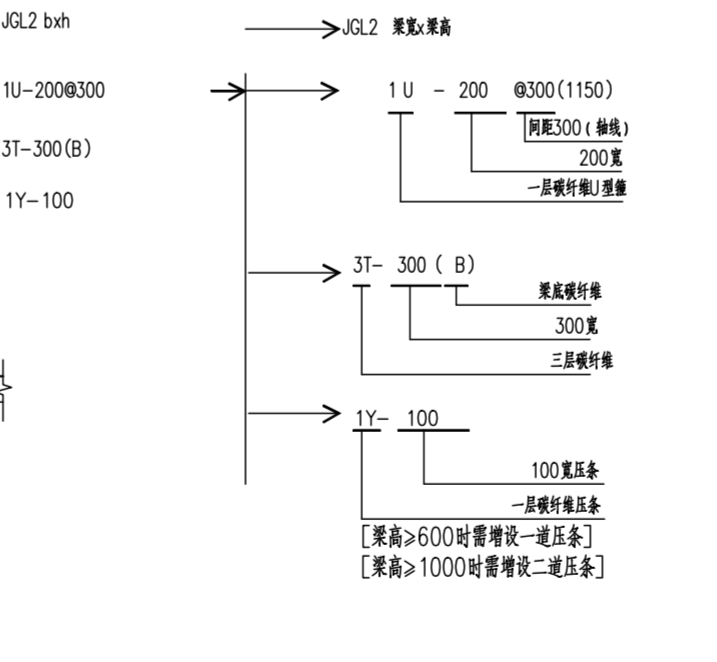 JGL2 bxh
JGL2 梁宽x梁高
1U-200@300
1U - 200 @300(1150)
间距300(轴线)
200宽
一层碳纤维U型箍
3T-300(B)
3T- 300 ( B)
梁底碳纤维
300宽
三层碳纤维
1Y-100
1Y- 100
100宽压条
一层碳纤维压条
[梁高≥600时需增设一道压条]
[梁高≥1000时需增设二道压条]